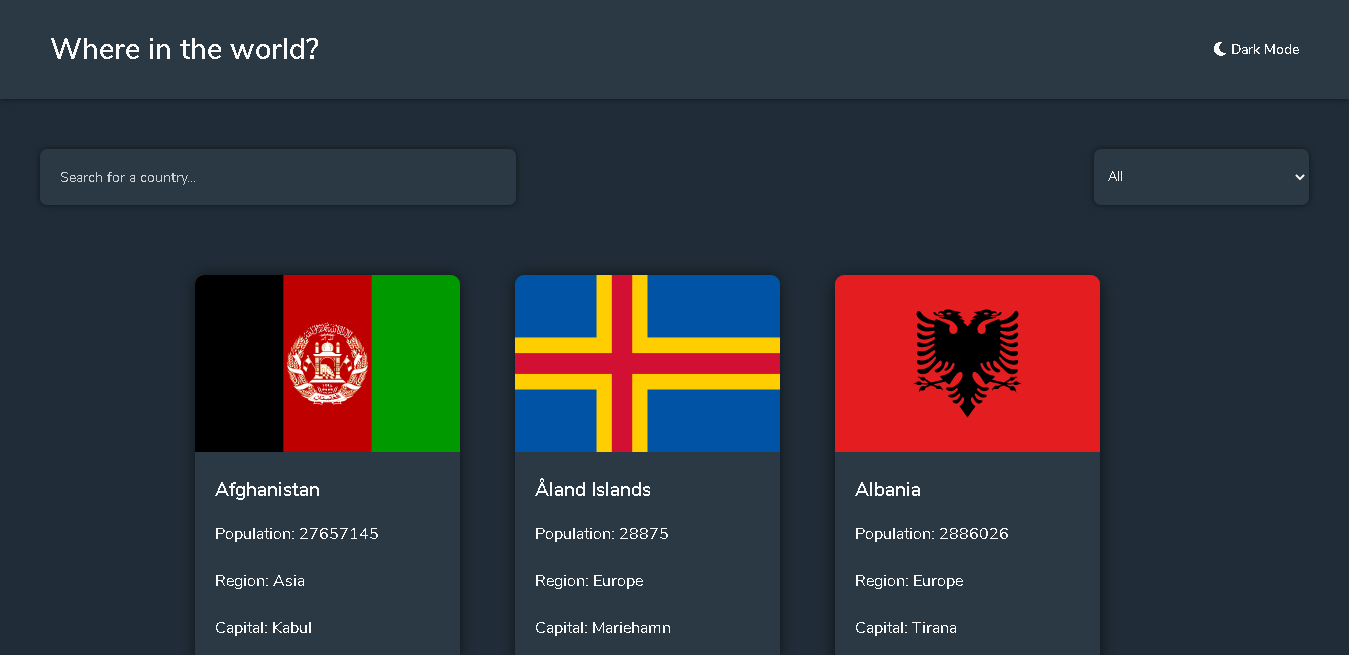 Where in the world?
Dark Mode
Search for a country...
All
Afghanistan
Population: 27657145
Region: Asia
Capital: Kabul
Åland Islands
Population: 28875
Region: Europe
Capital: Mariehamn
Albania
Population: 2886026
Region: Europe
Capital: Tirana